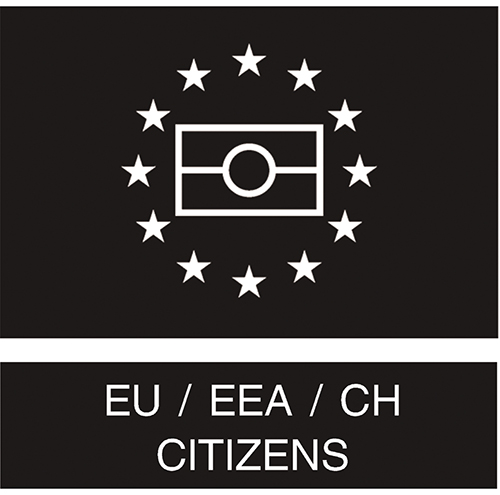 EU / EEA / CH
CITIZENS